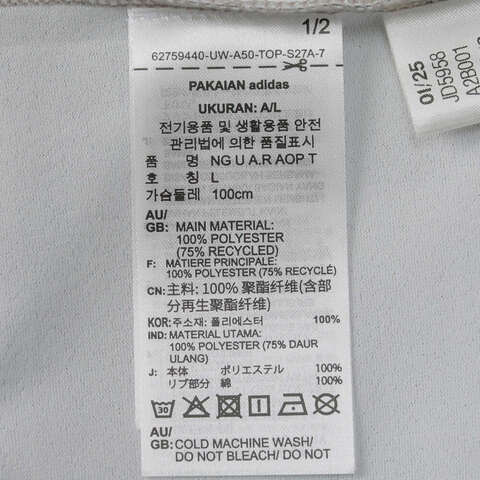 1/2
62759440-UW-A50-TOP-S27A-7
PAKAIAN adidas
UKURAN: A/L
전기용품 및 생활용품 안전
관리법에 의한 품질표시
품 명 NG U A.R AOP T
호 칭 L
가슴둘레 100cm
AU/
GB: MAIN MATERIAL:
100% POLYESTER
(75% RECYCLED)
F: MATIERE PRINCIPALE:
100% POLYESTER (75% RECYCLÉ)
CN: 主料: 100% 聚酯纤维(含部
分再生聚酯纤维)
KOR: 주소재: 폴리에스터 100%
IND: MATERIAL UTAMA:
100% POLYESTER (75% DAUR
ULANG)
J: 本体 ポリエステル 100%
リブ部分 綿 100%
30
AU/
GB: COLD MACHINE WASH/
DO NOT BLEACH/ DO NOT
01/25
JD5958
A2B001